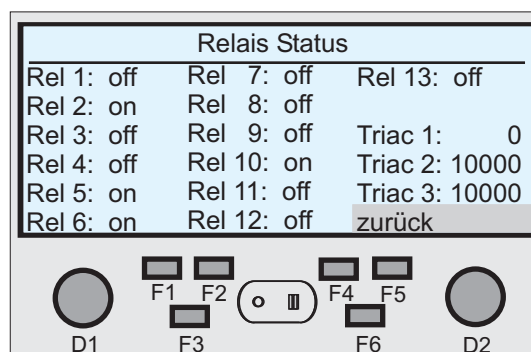 Relais Status
Rel 1: off Rel 7: off Rel 13: off
Rel 2: on Rel 8: off
Rel 3: off Rel 9: off Triac 1: 0
Rel 4: off Rel 10: on Triac 2: 10000
Rel 5: on Rel 11: off Triac 3: 10000
Rel 6: on Rel 12: off zurück
F1 F2 F4 F5
D1 F3 F6 D2